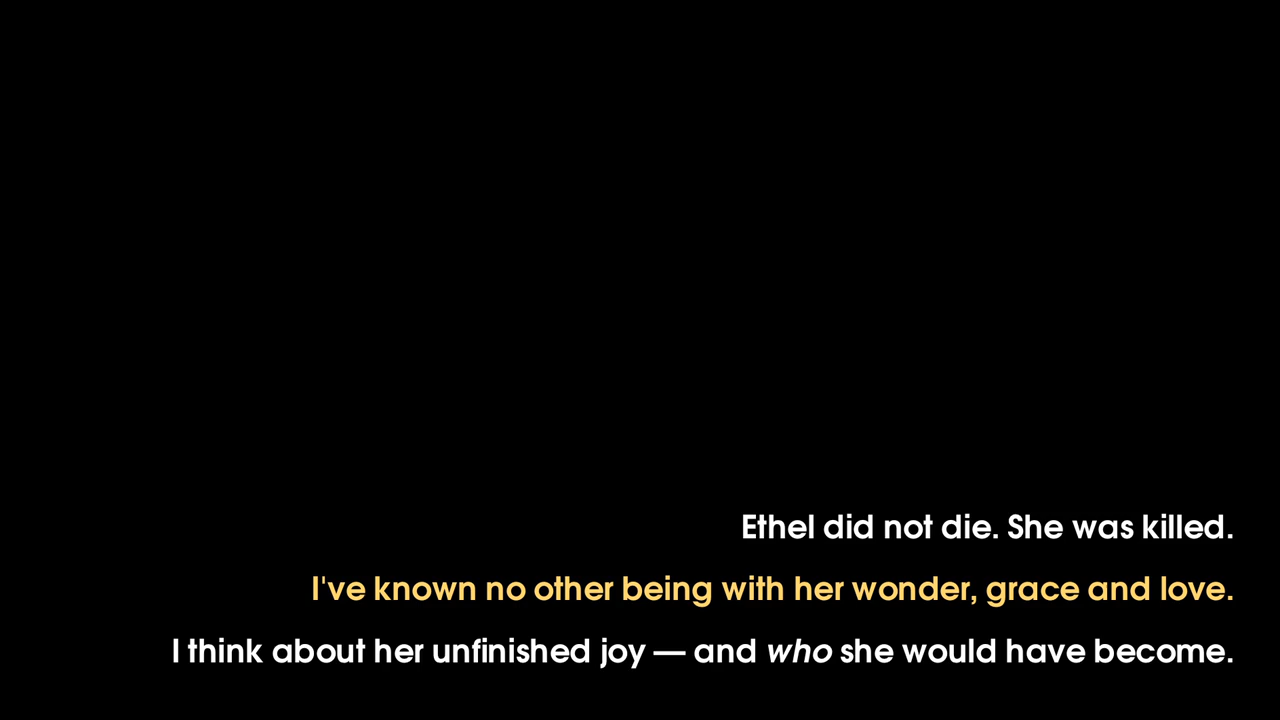 Ethel did not die. She was killed.
I've known no other being with her wonder, grace and love.
I think about her unfinished joy — and who she would have become.